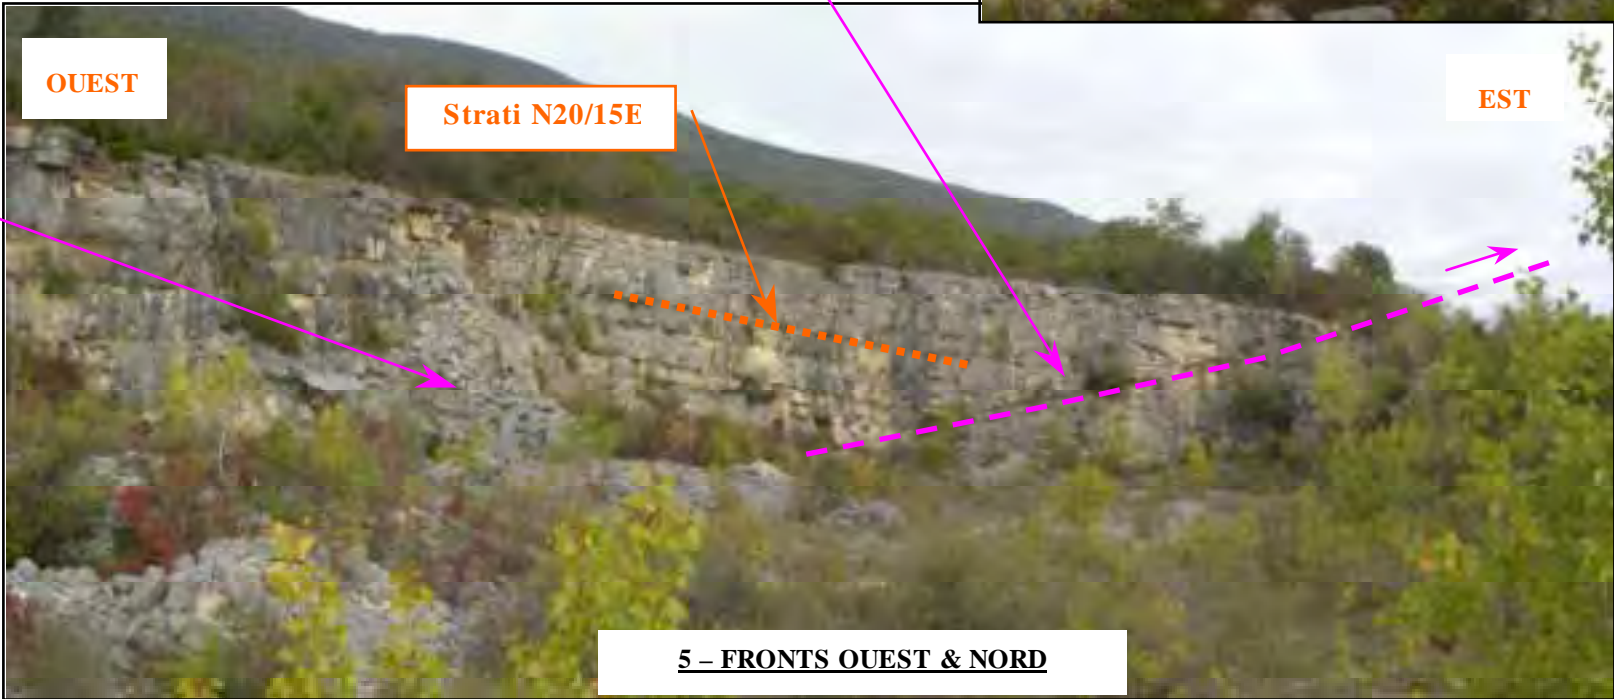 OUEST
Strati N20/15E
EST
5 – FRONTS OUEST & NORD